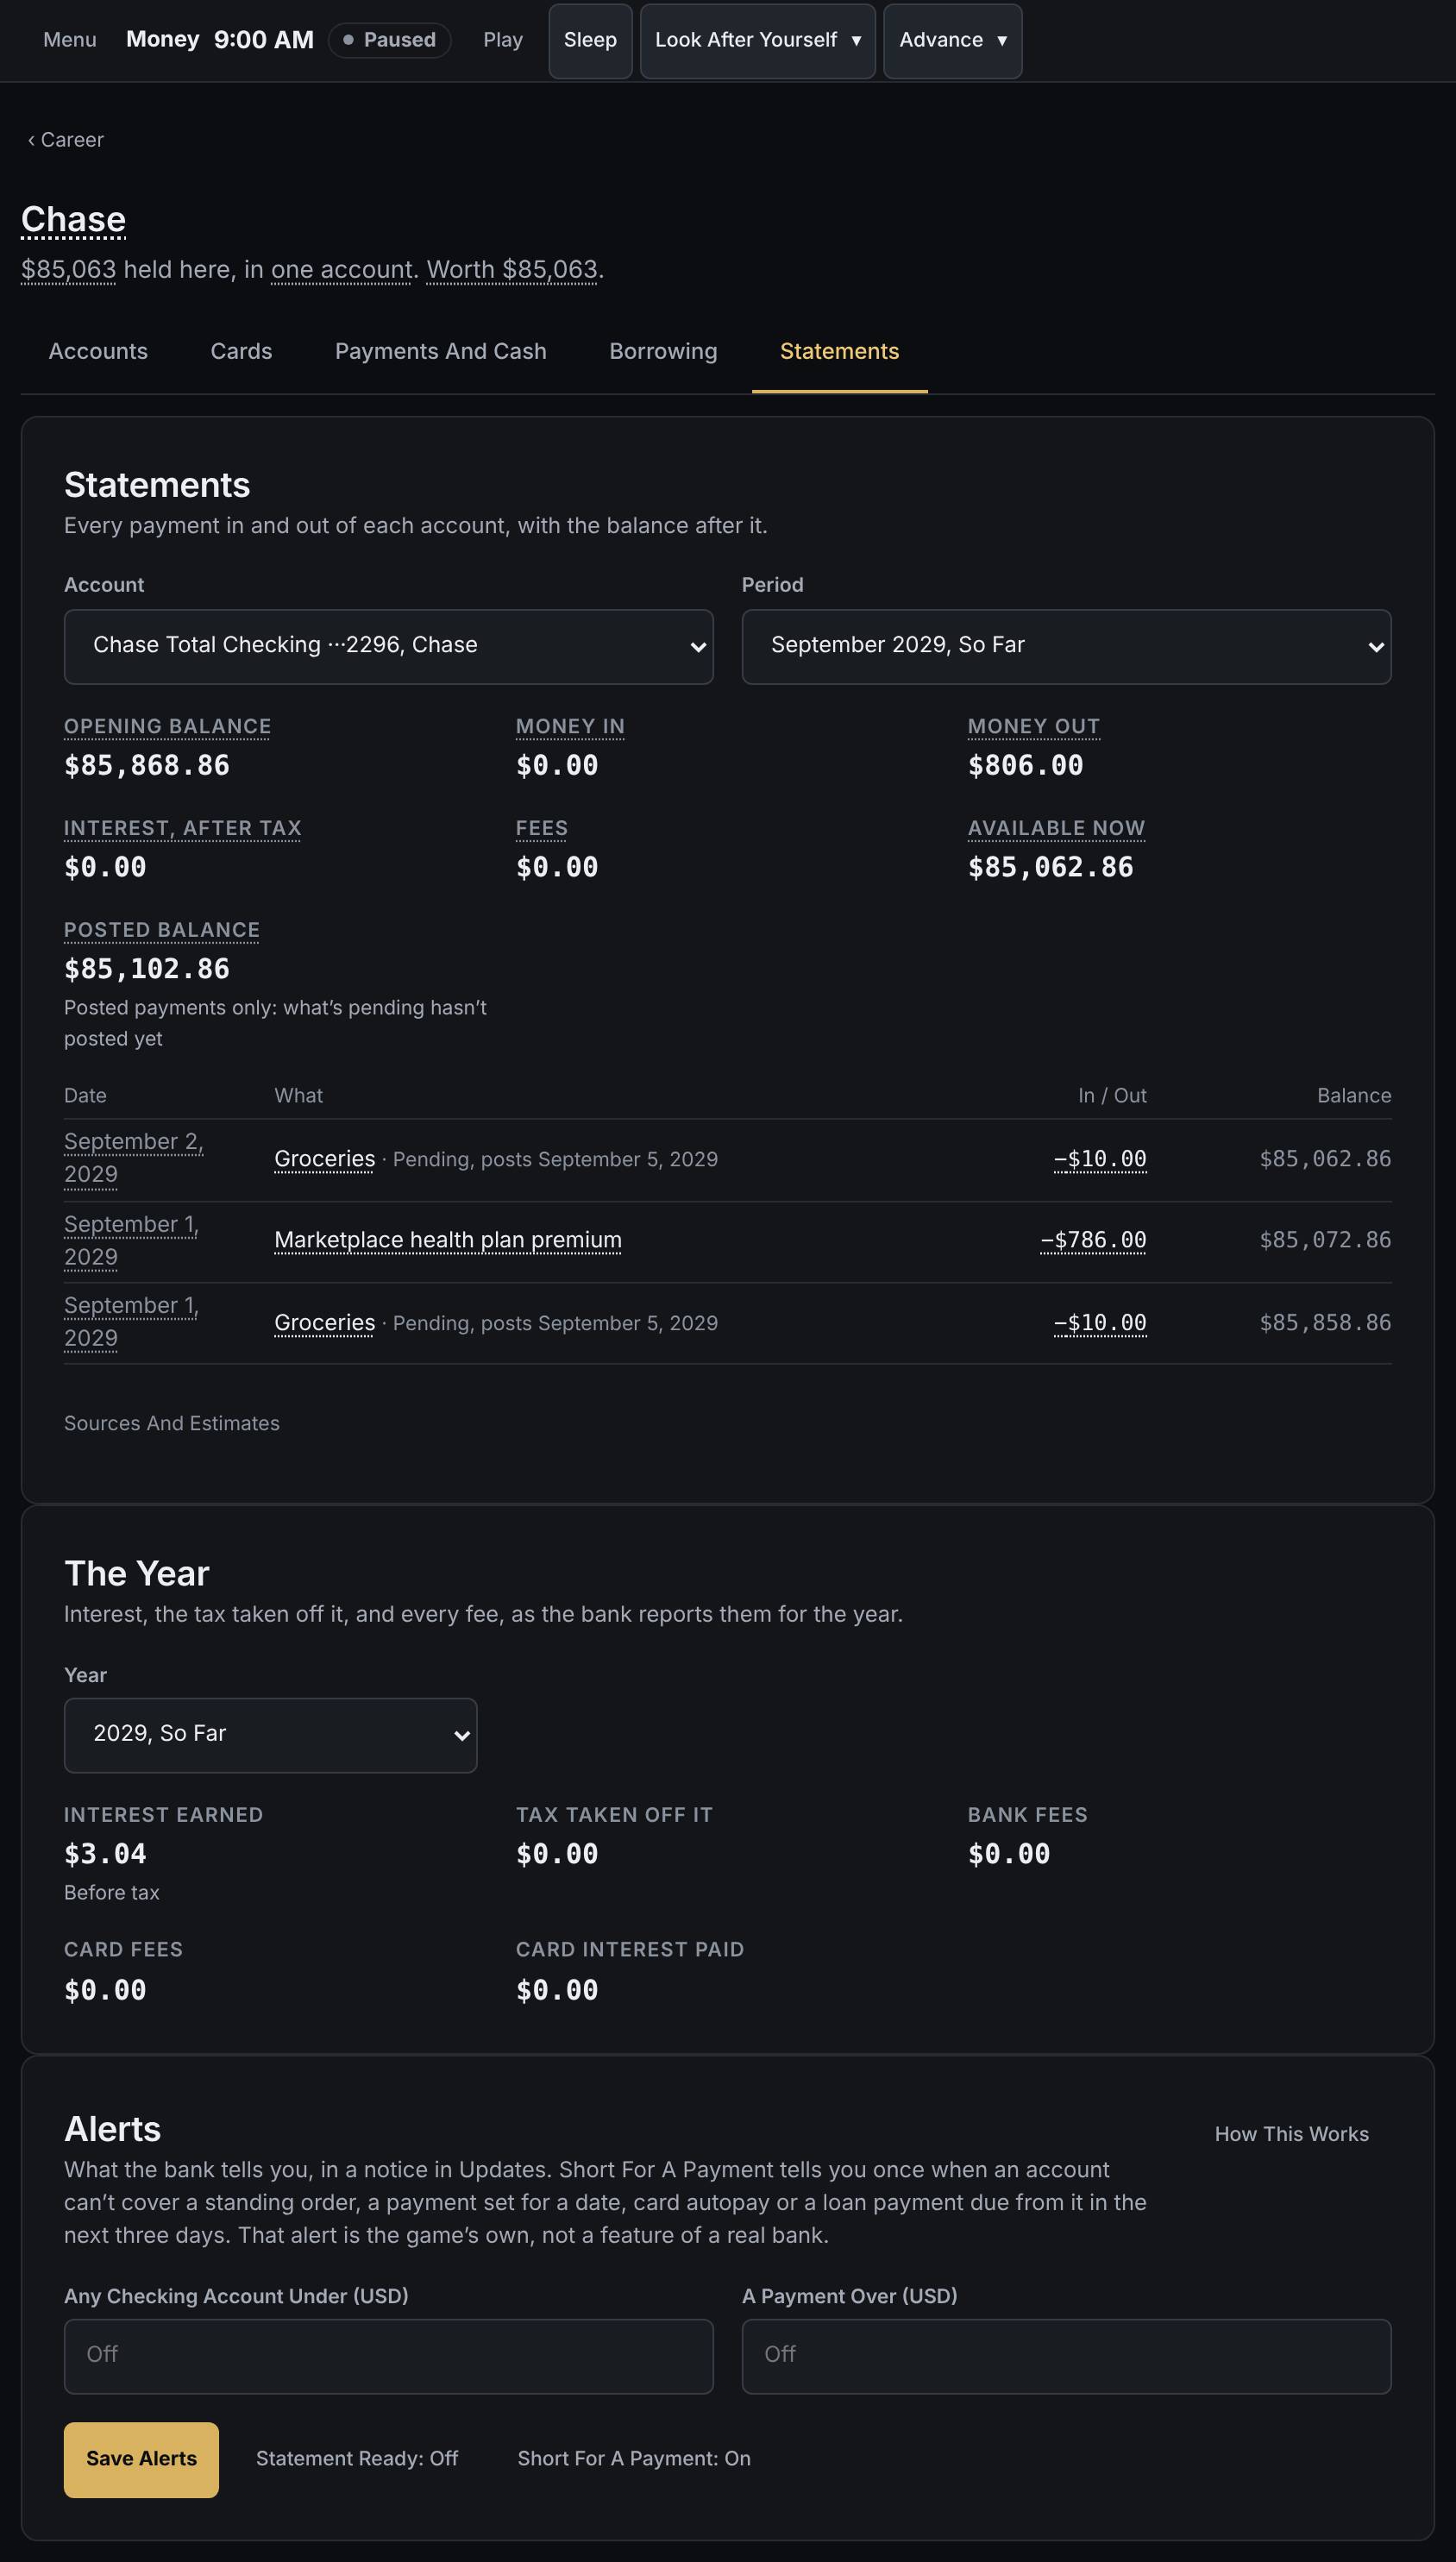 Menu Money 9:00 AM Paused Play Sleep Look After Yourself ▾ Advance ▾
‹ Career
Chase
$85,063 held here, in one account. Worth $85,063.
Accounts Cards Payments And Cash Borrowing Statements
Statements
Every payment in and out of each account, with the balance after it.
Account Period
Chase Total Checking ···2296, Chase September 2029, So Far
OPENING BALANCE MONEY IN MONEY OUT
$85,868.86 $0.00 $806.00
INTEREST, AFTER TAX FEES AVAILABLE NOW
$0.00 $0.00 $85,062.86
POSTED BALANCE
$85,102.86
Posted payments only: what’s pending hasn’t
posted yet
Date What In / Out Balance
September 2,
2029
Groceries · Pending, posts September 5, 2029 −$10.00 $85,062.86
September 1,
2029
Marketplace health plan premium −$786.00 $85,072.86
September 1,
2029
Groceries · Pending, posts September 5, 2029 −$10.00 $85,858.86
Sources And Estimates
The Year
Interest, the tax taken off it, and every fee, as the bank reports them for the year.
Year
2029, So Far
INTEREST EARNED TAX TAKEN OFF IT BANK FEES
$3.04 $0.00 $0.00
Before tax
CARD FEES CARD INTEREST PAID
$0.00 $0.00
Alerts How This Works
What the bank tells you, in a notice in Updates. Short For A Payment tells you once when an account
can’t cover a standing order, a payment set for a date, card autopay or a loan payment due from it in the
next three days. That alert is the game’s own, not a feature of a real bank.
Any Checking Account Under (USD) A Payment Over (USD)
Off Off
Save Alerts Statement Ready: Off Short For A Payment: On